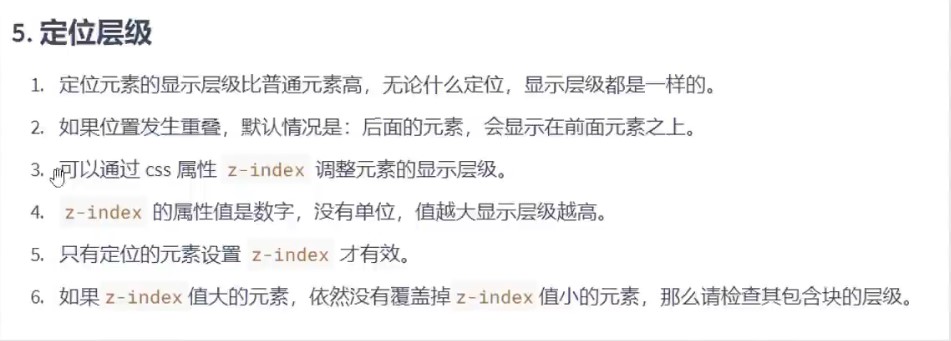 5. 定位层级
1. 定位元素的显示层级比普通元素高，无论什么定位，显示层级都是一样的。
2. 如果位置发生重叠，默认情况是：后面的元素，会显示在前面元素之上。
3. 可以通过 css 属性 z-index 调整元素的显示层级。
4. z-index 的属性值是数字，没有单位，值越大显示层级越高。
5. 只有定位的元素设置 z-index 才有效。
6. 如果 z-index 值大的元素，依然没有覆盖掉 z-index 值小的元素，那么请检查其包含块的层级。